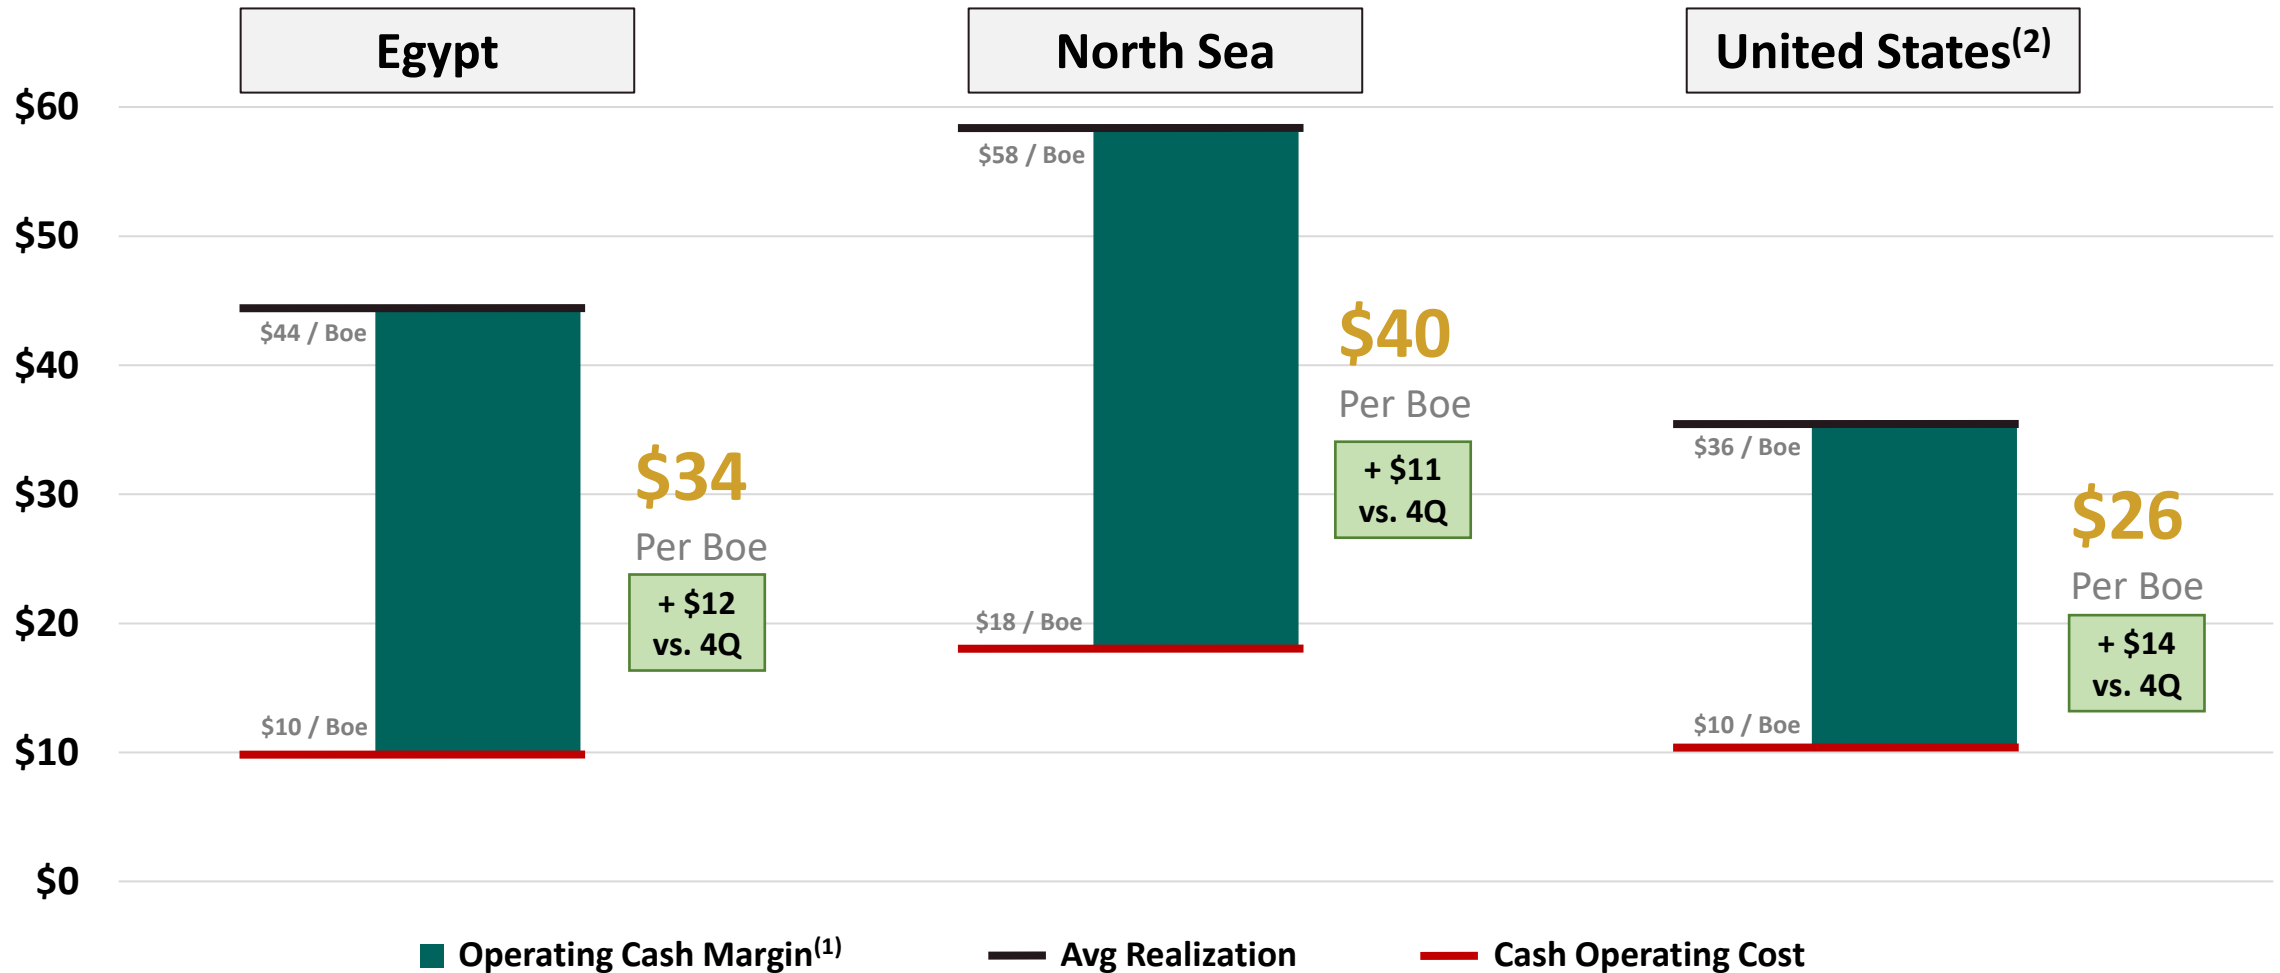 Egypt
North Sea
United States(2)
$60
$50
$40
$30
$20
$10
$0
$44 / Boe
$10 / Boe
$34
Per Boe
+ $12
vs. 4Q
$58 / Boe
$18 / Boe
$40
Per Boe
+ $11
vs. 4Q
$36 / Boe
$10 / Boe
$26
Per Boe
+ $14
vs. 4Q
Operating Cash Margin(1)
Avg Realization
Cash Operating Cost